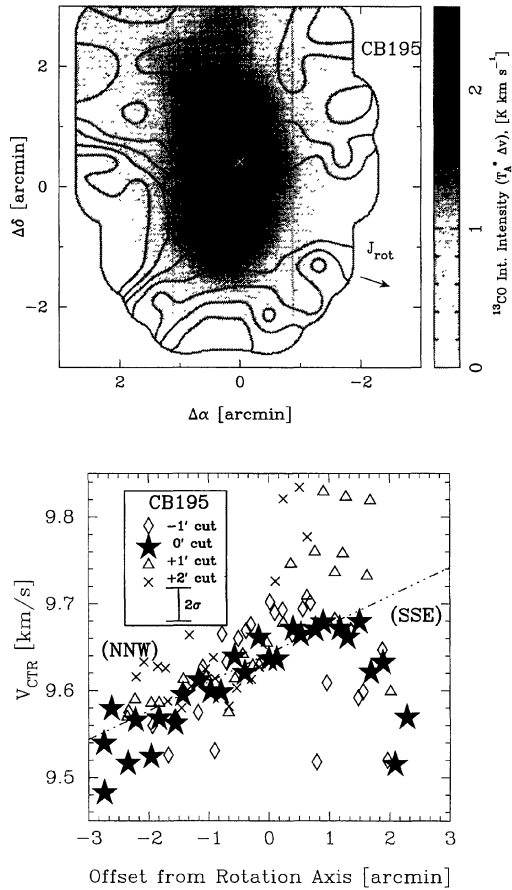 CB195
2
0
-2
Δδ [arcmin]
2
0
-2
Δα [arcmin]
J_rot
2
1
0
¹³CO Int. Intensity (T_A* Δv), [K km s⁻¹]
CB195
-1' cut
0' cut
+1' cut
+2' cut
2σ
(NNW)
(SSE)
9.8
9.7
9.6
9.5
V_CTR [km/s]
-3
-2
-1
0
1
2
3
Offset from Rotation Axis [arcmin]